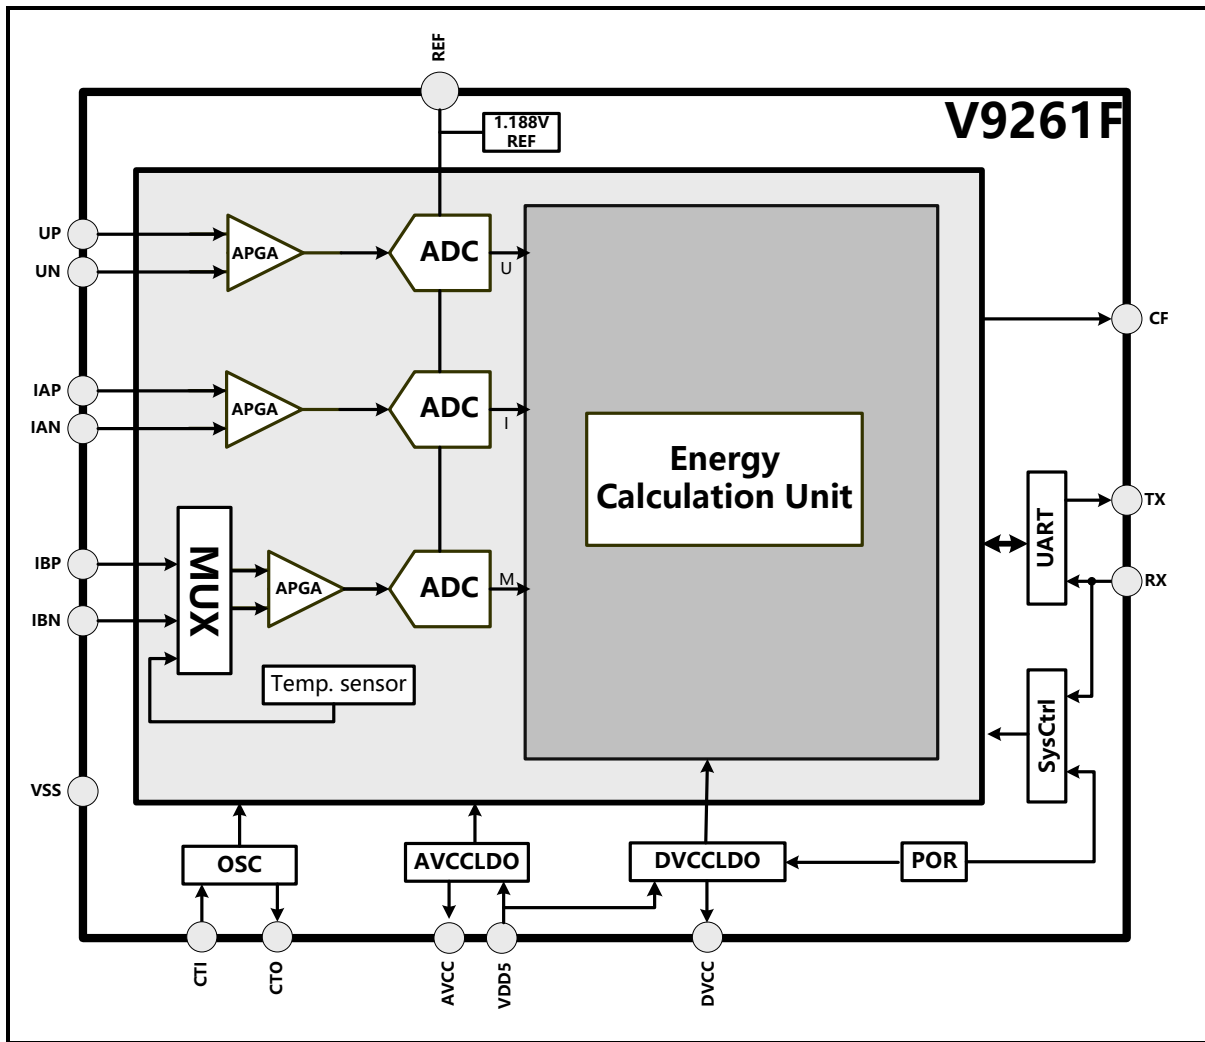 REF
V9261F
1.188V
REF
UP
UN
APGA
ADC
U
CF
IAP
IAN
APGA
ADC
I
Energy
Calculation Unit
TX
UART
RX
IBP
IBN
MUX
APGA
ADC
M
Temp. sensor
SysCtrl
VSS
OSC
AVCCLDO
DVCCLDO
POR
CTI
CTO
AVCC
VDD5
DVCC